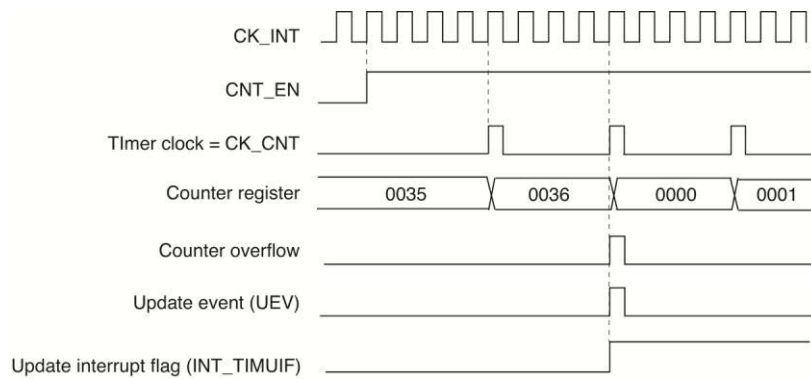 CK_INT
CNT_EN
TImer clock = CK_CNT
Counter register 0035 0036 0000 0001
Counter overflow
Update event (UEV)
Update interrupt flag (INT_TIMUIF)